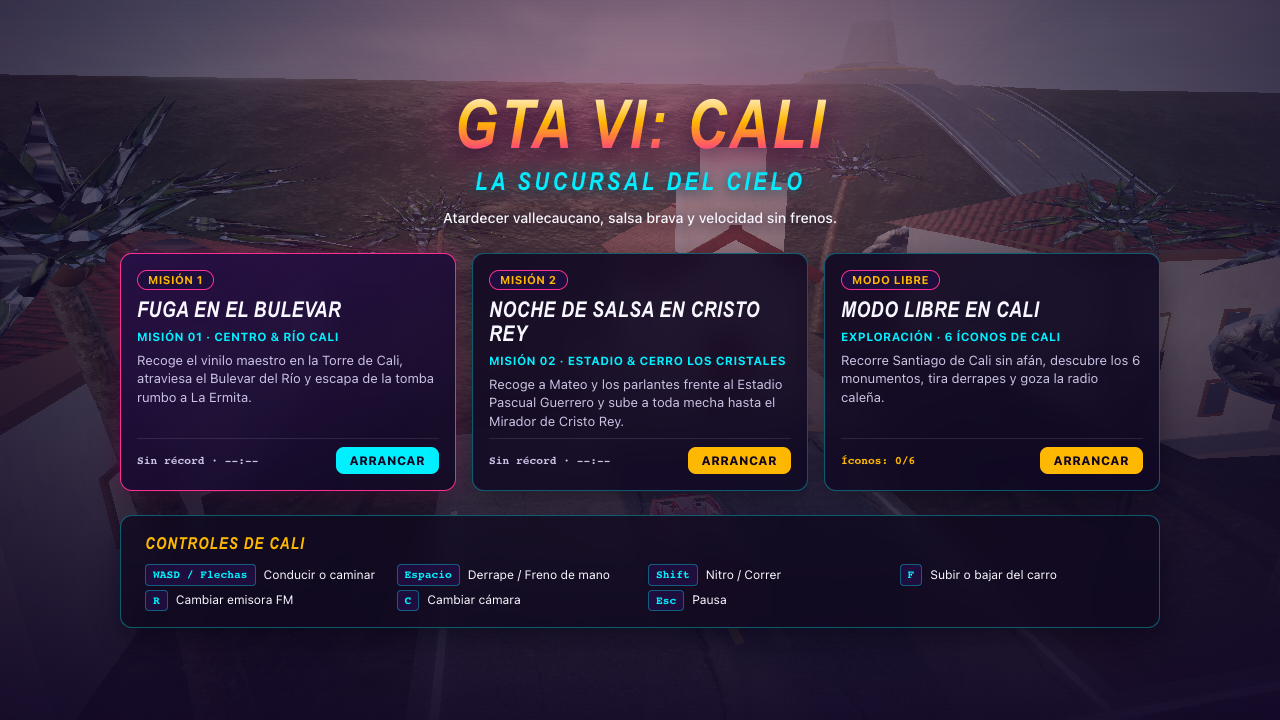 GTA VI: CALI
LA SUCURSAL DEL CIELO
Atardecer vallecaucano, salsa brava y velocidad sin frenos.
MISIÓN 1
FUGA EN EL BULEVAR
MISIÓN 01 · CENTRO & RÍO CALI
Recoge el vinilo maestro en la Torre de Cali,
atraviesa el Bulevar del Río y escapa de la tomba
rumbo a La Ermita.
Sin récord · --:--
ARRANCAR
MISIÓN 2
NOCHE DE SALSA EN CRISTO
REY
MISIÓN 02 · ESTADIO & CERRO LOS CRISTALES
Recoge a Mateo y los parlantes frente al Estadio
Pascual Guerrero y sube a toda mecha hasta el
Mirador de Cristo Rey.
Sin récord · --:--
ARRANCAR
MODO LIBRE
MODO LIBRE EN CALI
EXPLORACIÓN · 6 ÍCONOS DE CALI
Recorre Santiago de Cali sin afán, descubre los 6
monumentos, tira derrapes y goza la radio
caleña.
Íconos: 0/6
ARRANCAR
CONTROLES DE CALI
WASD / Flechas Conducir o caminar
Espacio Derrape / Freno de mano
Shift Nitro / Correr
F Subir o bajar del carro
R Cambiar emisora FM
C Cambiar cámara
Esc Pausa